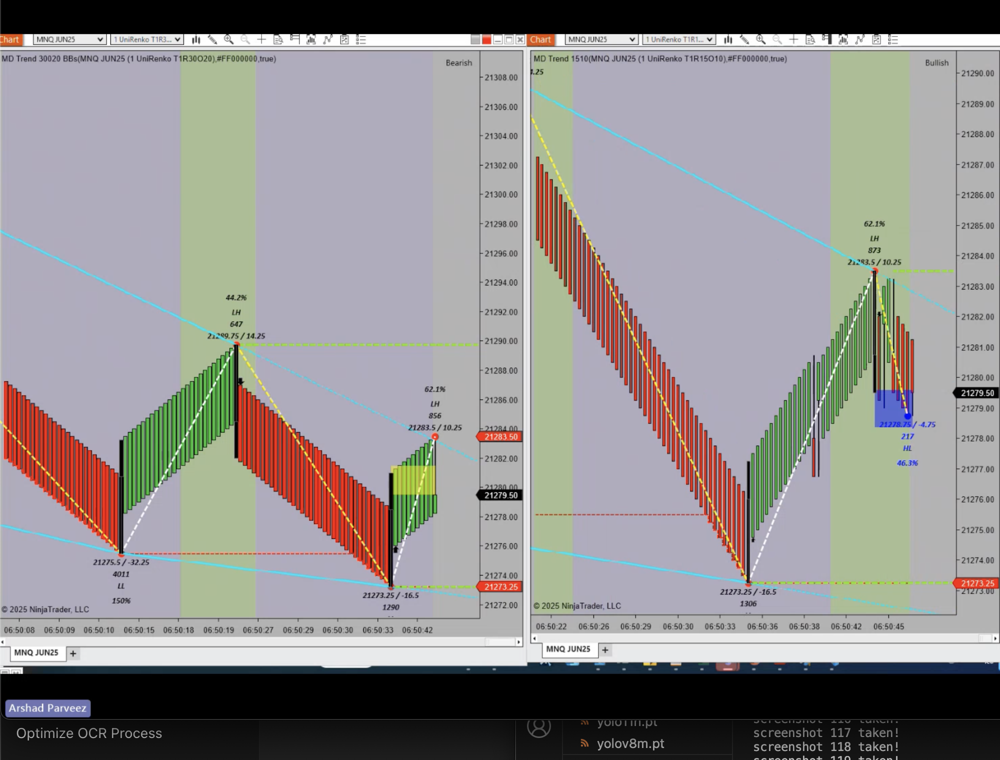 Chart
MNQ JUN25
1 UniRenko T1R3...
Chart
MNQ JUN25
1 UniRenko T1R1...
MD Trend 30020 BBs(MNQ JUN25 (1 UniRenko T1R30O20),#FF000000,true)
Bearish
21308.00
21306.00
21304.00
21302.00
21300.00
21298.00
21296.00
21294.00
21292.00
21290.00
21288.00
21286.00
21284.00
21283.50
21282.00
21280.00
21279.50
21278.00
21276.00
21274.00
21273.25
21272.00
44.2%
LH
647
21289.75 / 14.25
62.1%
LH
856
21283.5 / 10.25
21275.5 / -32.25
4011
LL
150%
21273.25 / -16.5
1290
© 2025 NinjaTrader, LLC
06:50:08
06:50:09
06:50:10
06:50:15
06:50:18
06:50:19
06:50:27
06:50:29
06:50:33
06:50:42
MNQ JUN25
+
MD Trend 1510(MNQ JUN25 (1 UniRenko T1R15O10),#FF000000,true)
Bullish
1.25
21290.00
21289.00
21288.00
21287.00
21286.00
21285.00
21284.00
21283.00
21282.00
21281.00
21280.00
21279.50
21278.00
21277.00
21276.00
21275.00
21274.00
21273.25
21273.00
62.1%
LH
873
21283.5 / 10.25
21278.75 / -4.75
217
HL
46.3%
21273.25 / -16.5
1306
© 2025 NinjaTrader, LLC
06:50:22
06:50:26
06:50:29
06:50:33
06:50:36
06:50:38
06:50:42
06:50:45
MNQ JUN25
+
Arshad Parveez
Optimize OCR Process
yolo11n.pt
yolov8m.pt
screenshot 116 taken!
screenshot 117 taken!
screenshot 118 taken!
screenshot 119 taken!